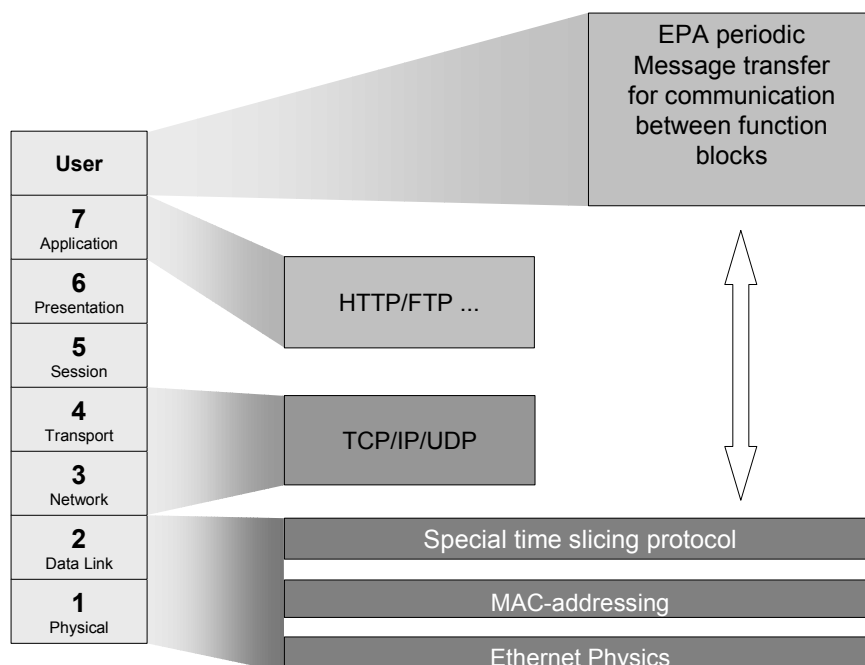 EPA periodic
Message transfer
for communication
between function
blocks
User
7
Application
6
Presentation
5
Session
4
Transport
3
Network
2
Data Link
1
Physical
HTTP/FTP ...
TCP/IP/UDP
Special time slicing protocol
MAC-addressing
Ethernet Physics